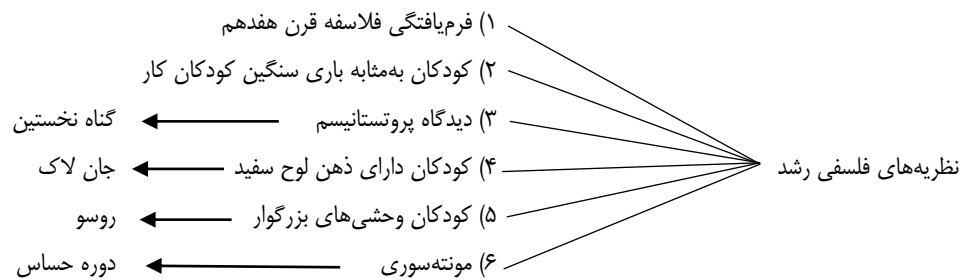 نظریه‌های فلسفی رشد
۱) فرم‌یافتگی فلاسفه قرن هفدهم
۲) کودکان به‌مثابه باری سنگین کودکان کار
۳) دیدگاه پروتستانیسم گناه نخستین
۴) کودکان دارای ذهن لوح سفید جان لاک
۵) کودکان وحشی‌های بزرگوار روسو
۶) مونته‌سوری دوره حساس